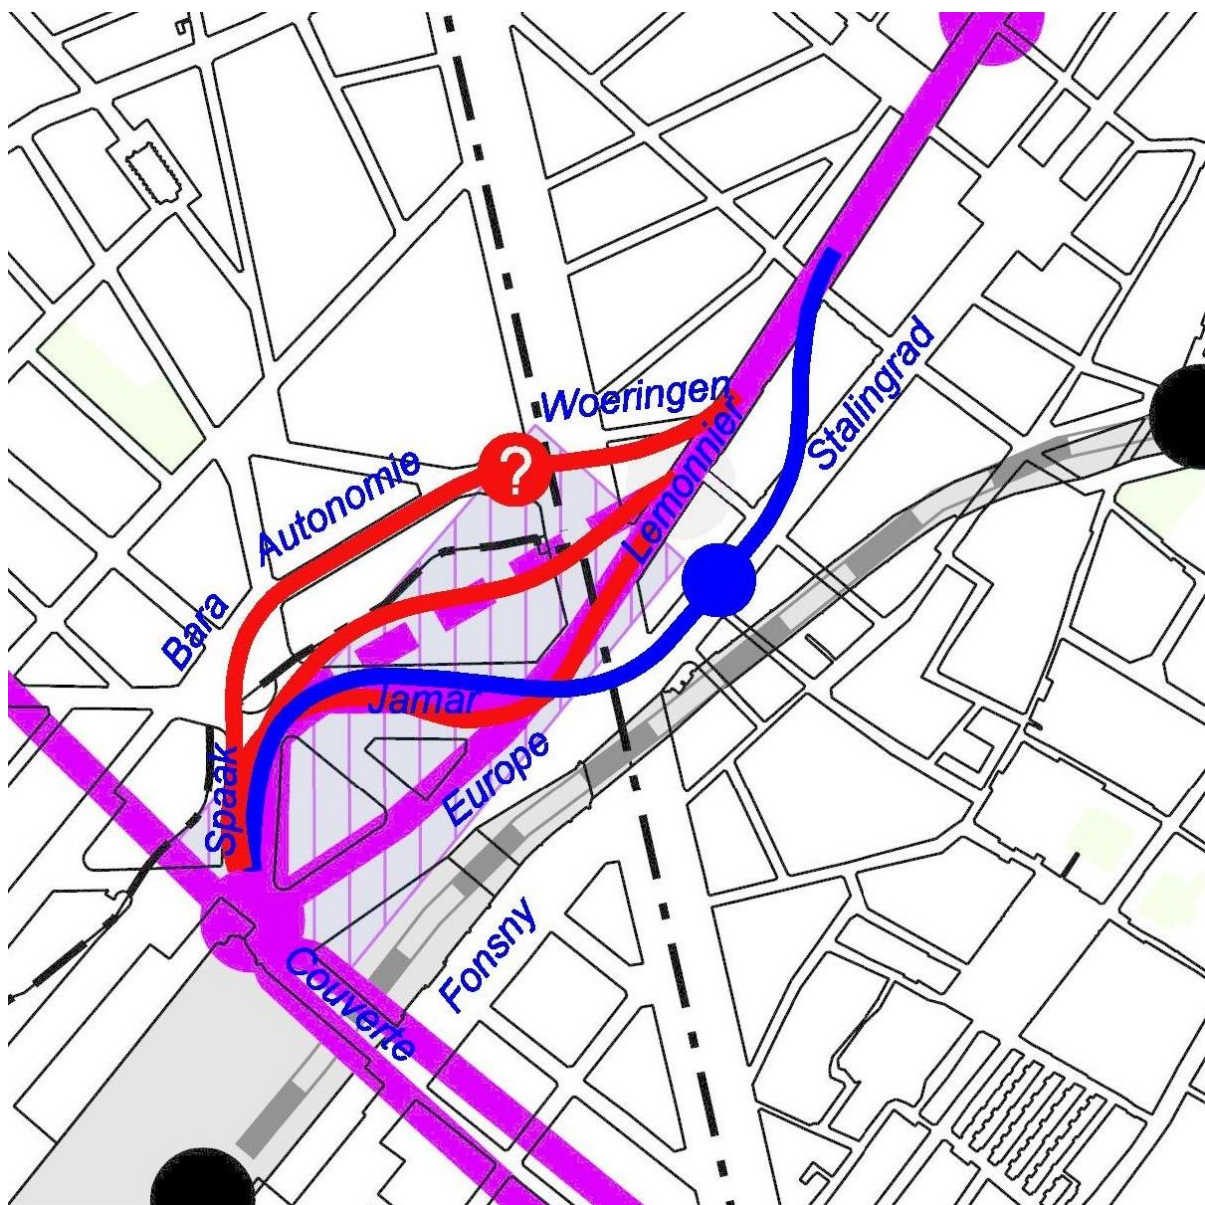 Woeringen
Stalingrad
Lemonnier
?
Autonomie
Bara
Jamar
Spaak
Europe
Fonsny
Couverte